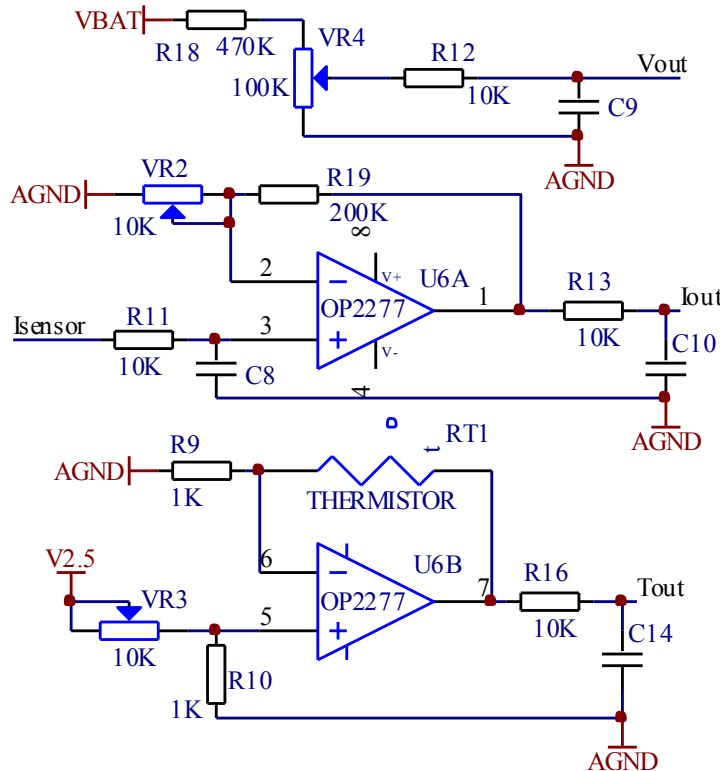 VBAT
R18
470K
VR4
100K
R12
10K
Vout
C9
AGND
VR2
AGND
10K
R19
200K
8
2
V+
U6A
1
OP2277
R13
Iout
Isensor
R11
3
10K
10K
V-
C8
4
C10
AGND
R9
t
RT1
AGND
1K
THERMISTOR
V2.5
6
U6B
7
R16
Tout
VR3
5
OP2277
10K
10K
C14
R10
1K
AGND